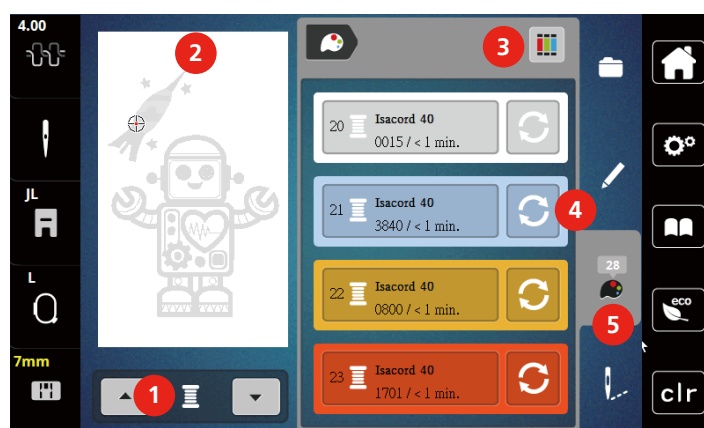 4.00
2
3
20 Isacord 40
0015 / < 1 min.
JL
21 Isacord 40
3840 / < 1 min.
4
28
L
22 Isacord 40
0800 / < 1 min.
5
eco
7mm
23 Isacord 40
1701 / < 1 min.
1
clr